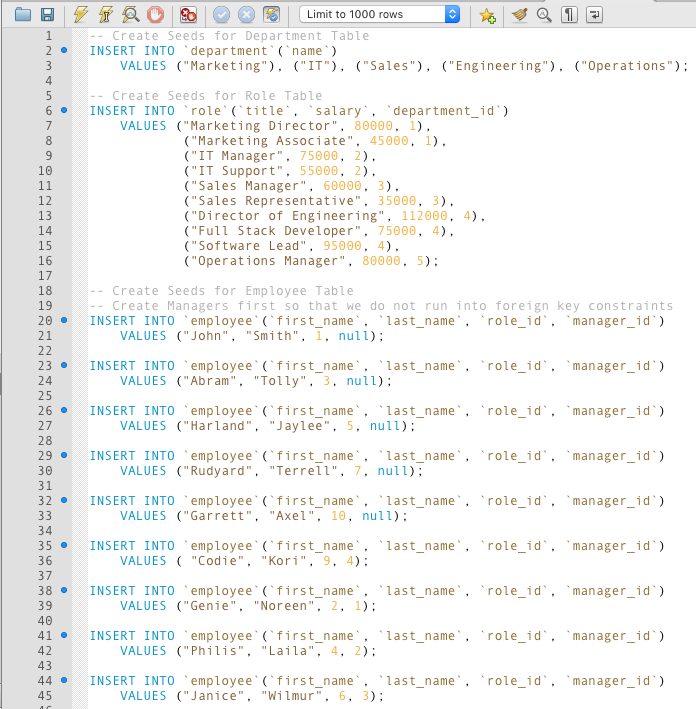 Limit to 1000 rows
1 -- Create Seeds for Department Table
2 INSERT INTO `department`(`name`)
3 VALUES ("Marketing"), ("IT"), ("Sales"), ("Engineering"), ("Operations");
4
5 -- Create Seeds for Role Table
6 INSERT INTO `role`(`title`, `salary`, `department_id`)
7 VALUES ("Marketing Director", 80000, 1),
8 ("Marketing Associate", 45000, 1),
9 ("IT Manager", 75000, 2),
10 ("IT Support", 55000, 2),
11 ("Sales Manager", 60000, 3),
12 ("Sales Representative", 35000, 3),
13 ("Director of Engineering", 112000, 4),
14 ("Full Stack Developer", 75000, 4),
15 ("Software Lead", 95000, 4),
16 ("Operations Manager", 80000, 5);
17
18 -- Create Seeds for Employee Table
19 -- Create Managers first so that we do not run into foreign key constraints
20 INSERT INTO `employee`(`first_name`, `last_name`, `role_id`, `manager_id`)
21 VALUES ("John", "Smith", 1, null);
22
23 INSERT INTO `employee`(`first_name`, `last_name`, `role_id`, `manager_id`)
24 VALUES ("Abram", "Tolly", 3, null);
25
26 INSERT INTO `employee`(`first_name`, `last_name`, `role_id`, `manager_id`)
27 VALUES ("Harland", "Jaylee", 5, null);
28
29 INSERT INTO `employee`(`first_name`, `last_name`, `role_id`, `manager_id`)
30 VALUES ("Rudyard", "Terrell", 7, null);
31
32 INSERT INTO `employee`(`first_name`, `last_name`, `role_id`, `manager_id`)
33 VALUES ("Garrett", "Axel", 10, null);
34
35 INSERT INTO `employee`(`first_name`, `last_name`, `role_id`, `manager_id`)
36 VALUES ( "Codie", "Kori", 9, 4);
37
38 INSERT INTO `employee`(`first_name`, `last_name`, `role_id`, `manager_id`)
39 VALUES ("Genie", "Noreen", 2, 1);
40
41 INSERT INTO `employee`(`first_name`, `last_name`, `role_id`, `manager_id`)
42 VALUES ("Philis", "Laila", 4, 2);
43
44 INSERT INTO `employee`(`first_name`, `last_name`, `role_id`, `manager_id`)
45 VALUES ("Janice", "Wilmur", 6, 3);